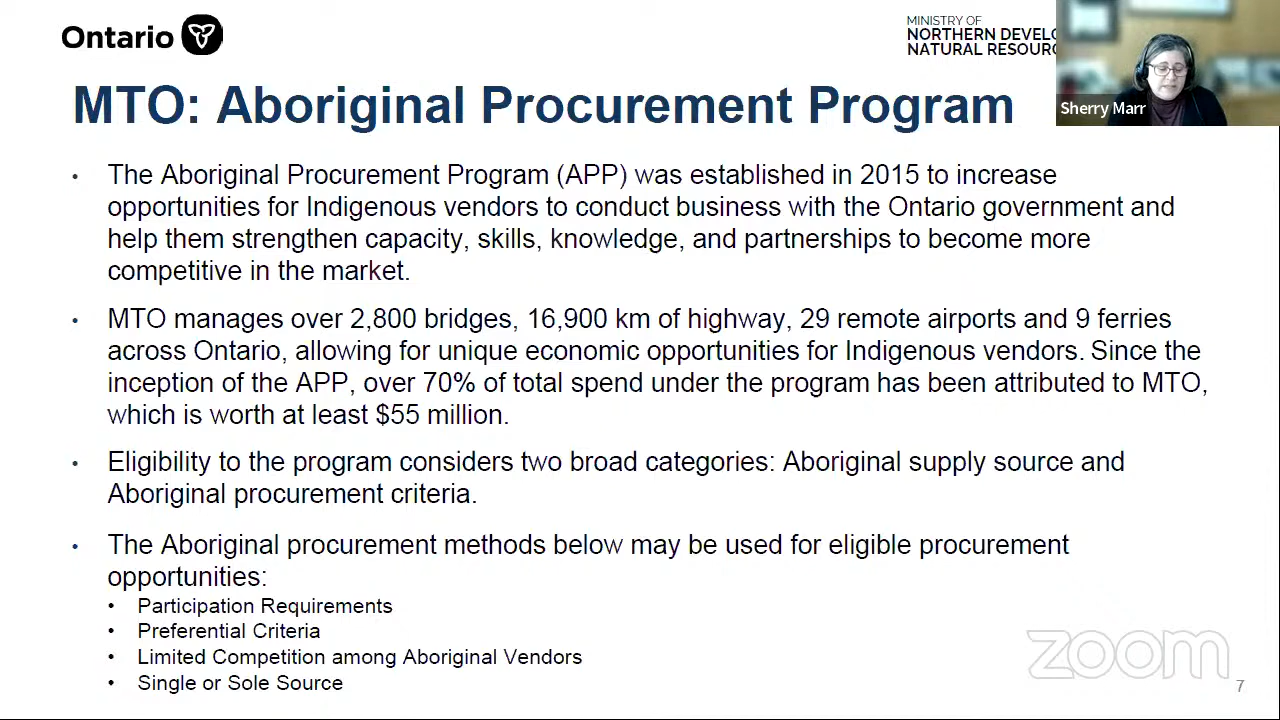 Ontario
MINISTRY OF
NORTHERN
NATURAL
Sherry Marr
MTO: Aboriginal Procurement Program
• The Aboriginal Procurement Program (APP) was established in 2015 to increase
opportunities for Indigenous vendors to conduct business with the Ontario government and
help them strengthen capacity, skills, knowledge, and partnerships to become more
competitive in the market.
• MTO manages over 2,800 bridges, 16,900 km of highway, 29 remote airports and 9 ferries
across Ontario, allowing for unique economic opportunities for Indigenous vendors. Since the
inception of the APP, over 70% of total spend under the program has been attributed to MTO,
which is worth at least $55 million.
• Eligibility to the program considers two broad categories: Aboriginal supply source and
Aboriginal procurement criteria.
• The Aboriginal procurement methods below may be used for eligible procurement
opportunities:
• Participation Requirements
• Preferential Criteria
• Limited Competition among Aboriginal Vendors
• Single or Sole Source
zoom
7